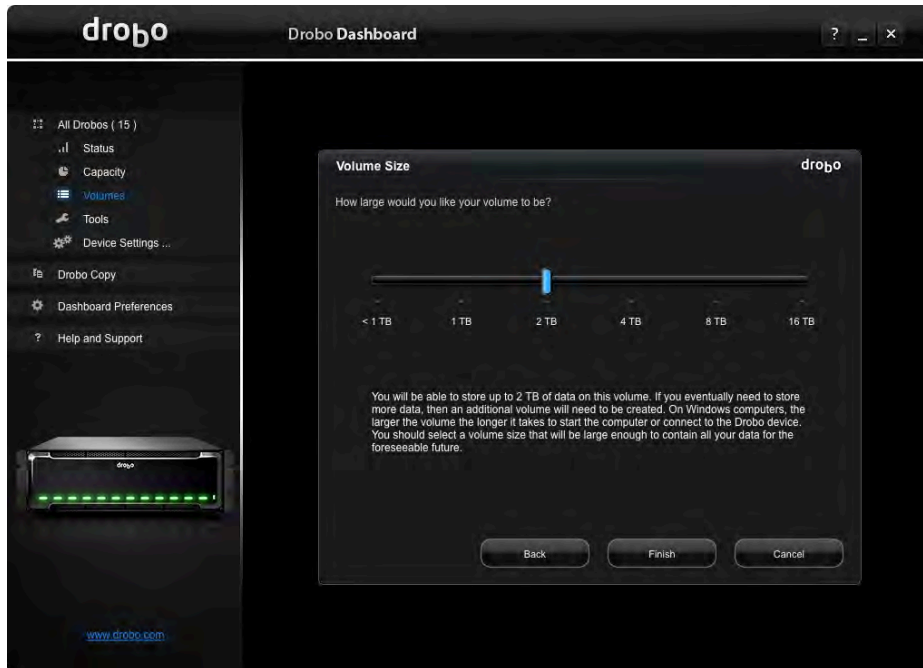 drobo
Drobo Dashboard
? _ ×
All Drobos ( 15 )
Status
Capacity
Volumes
Tools
Device Settings ...
Drobo Copy
Dashboard Preferences
? Help and Support
drobo
www.drobo.com
Volume Size
drobo
How large would you like your volume to be?
< 1 TB 1 TB 2 TB 4 TB 8 TB 16 TB
You will be able to store up to 2 TB of data on this volume. If you eventually need to store
more data, then an additional volume will need to be created. On Windows computers, the
larger the volume the longer it takes to start the computer or connect to the Drobo device.
You should select a volume size that will be large enough to contain all your data for the
foreseeable future.
Back Finish Cancel